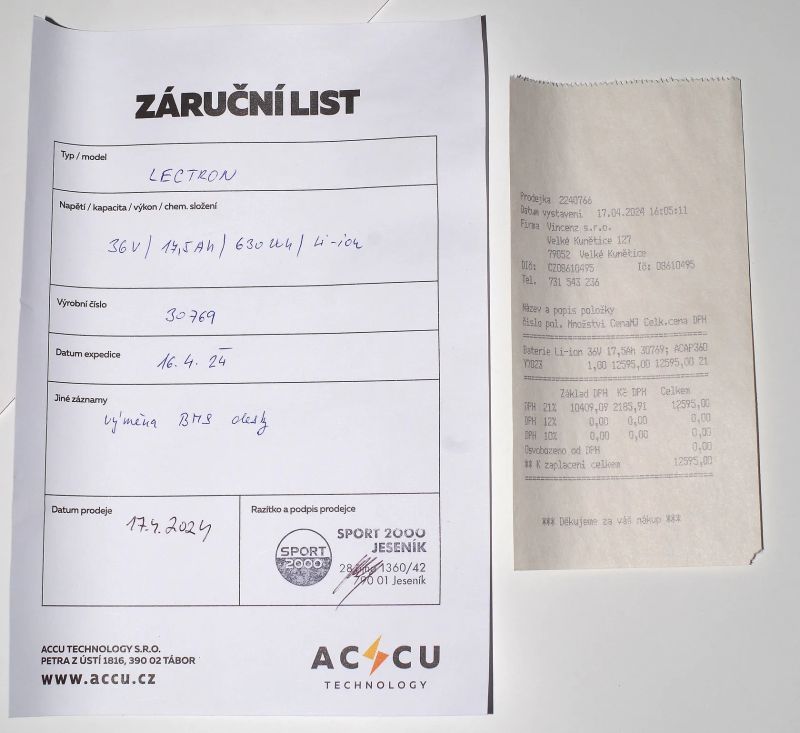 ZÁRUČNÍ LIST
Typ / model
LECTRON
Napětí / kapacita / výkon / chem. složení
36V / 17,5Ah / 630 Wh / Li-ion
Výrobní číslo
30769
Datum expedice
16. 4. 24
Jiné záznamy
výměna BMS desky
Datum prodeje
17.4.2024
Razítko a podpis prodejce
SPORT 2000
SPORT 2000
JESENÍK
28. října 1360/42
790 01 Jeseník
ACCU TECHNOLOGY S.R.O.
PETRA Z ÚSTÍ 1816, 390 02 TÁBOR
www.accu.cz
ACCU
TECHNOLOGY
Prodejka 2240766
Datum vystavení 17.04.2024 16:05:11
Firma Vincenz s.r.o.
Velké Kunětice 127
79052 Velké Kunětice
DIČ: CZ08610495 IČ: 08610495
Tel. 731 543 236
Název a popis položky
číslo pol. Množství CenaMJ Celk.cena DPH
Baterie Li-ion 36V 17,5Ah 30769; ACAP360
Y7023 1,00 12595,00 12595,00 21
Základ DPH Kč DPH Celkem
DPH 21% 10409,09 2185,91 12595,00
DPH 12% 0,00 0,00 0,00
DPH 10% 0,00 0,00 0,00
Osvobozeno od DPH 0,00
** K zaplacení celkem 12595,00
*** Děkujeme za váš nákup ***